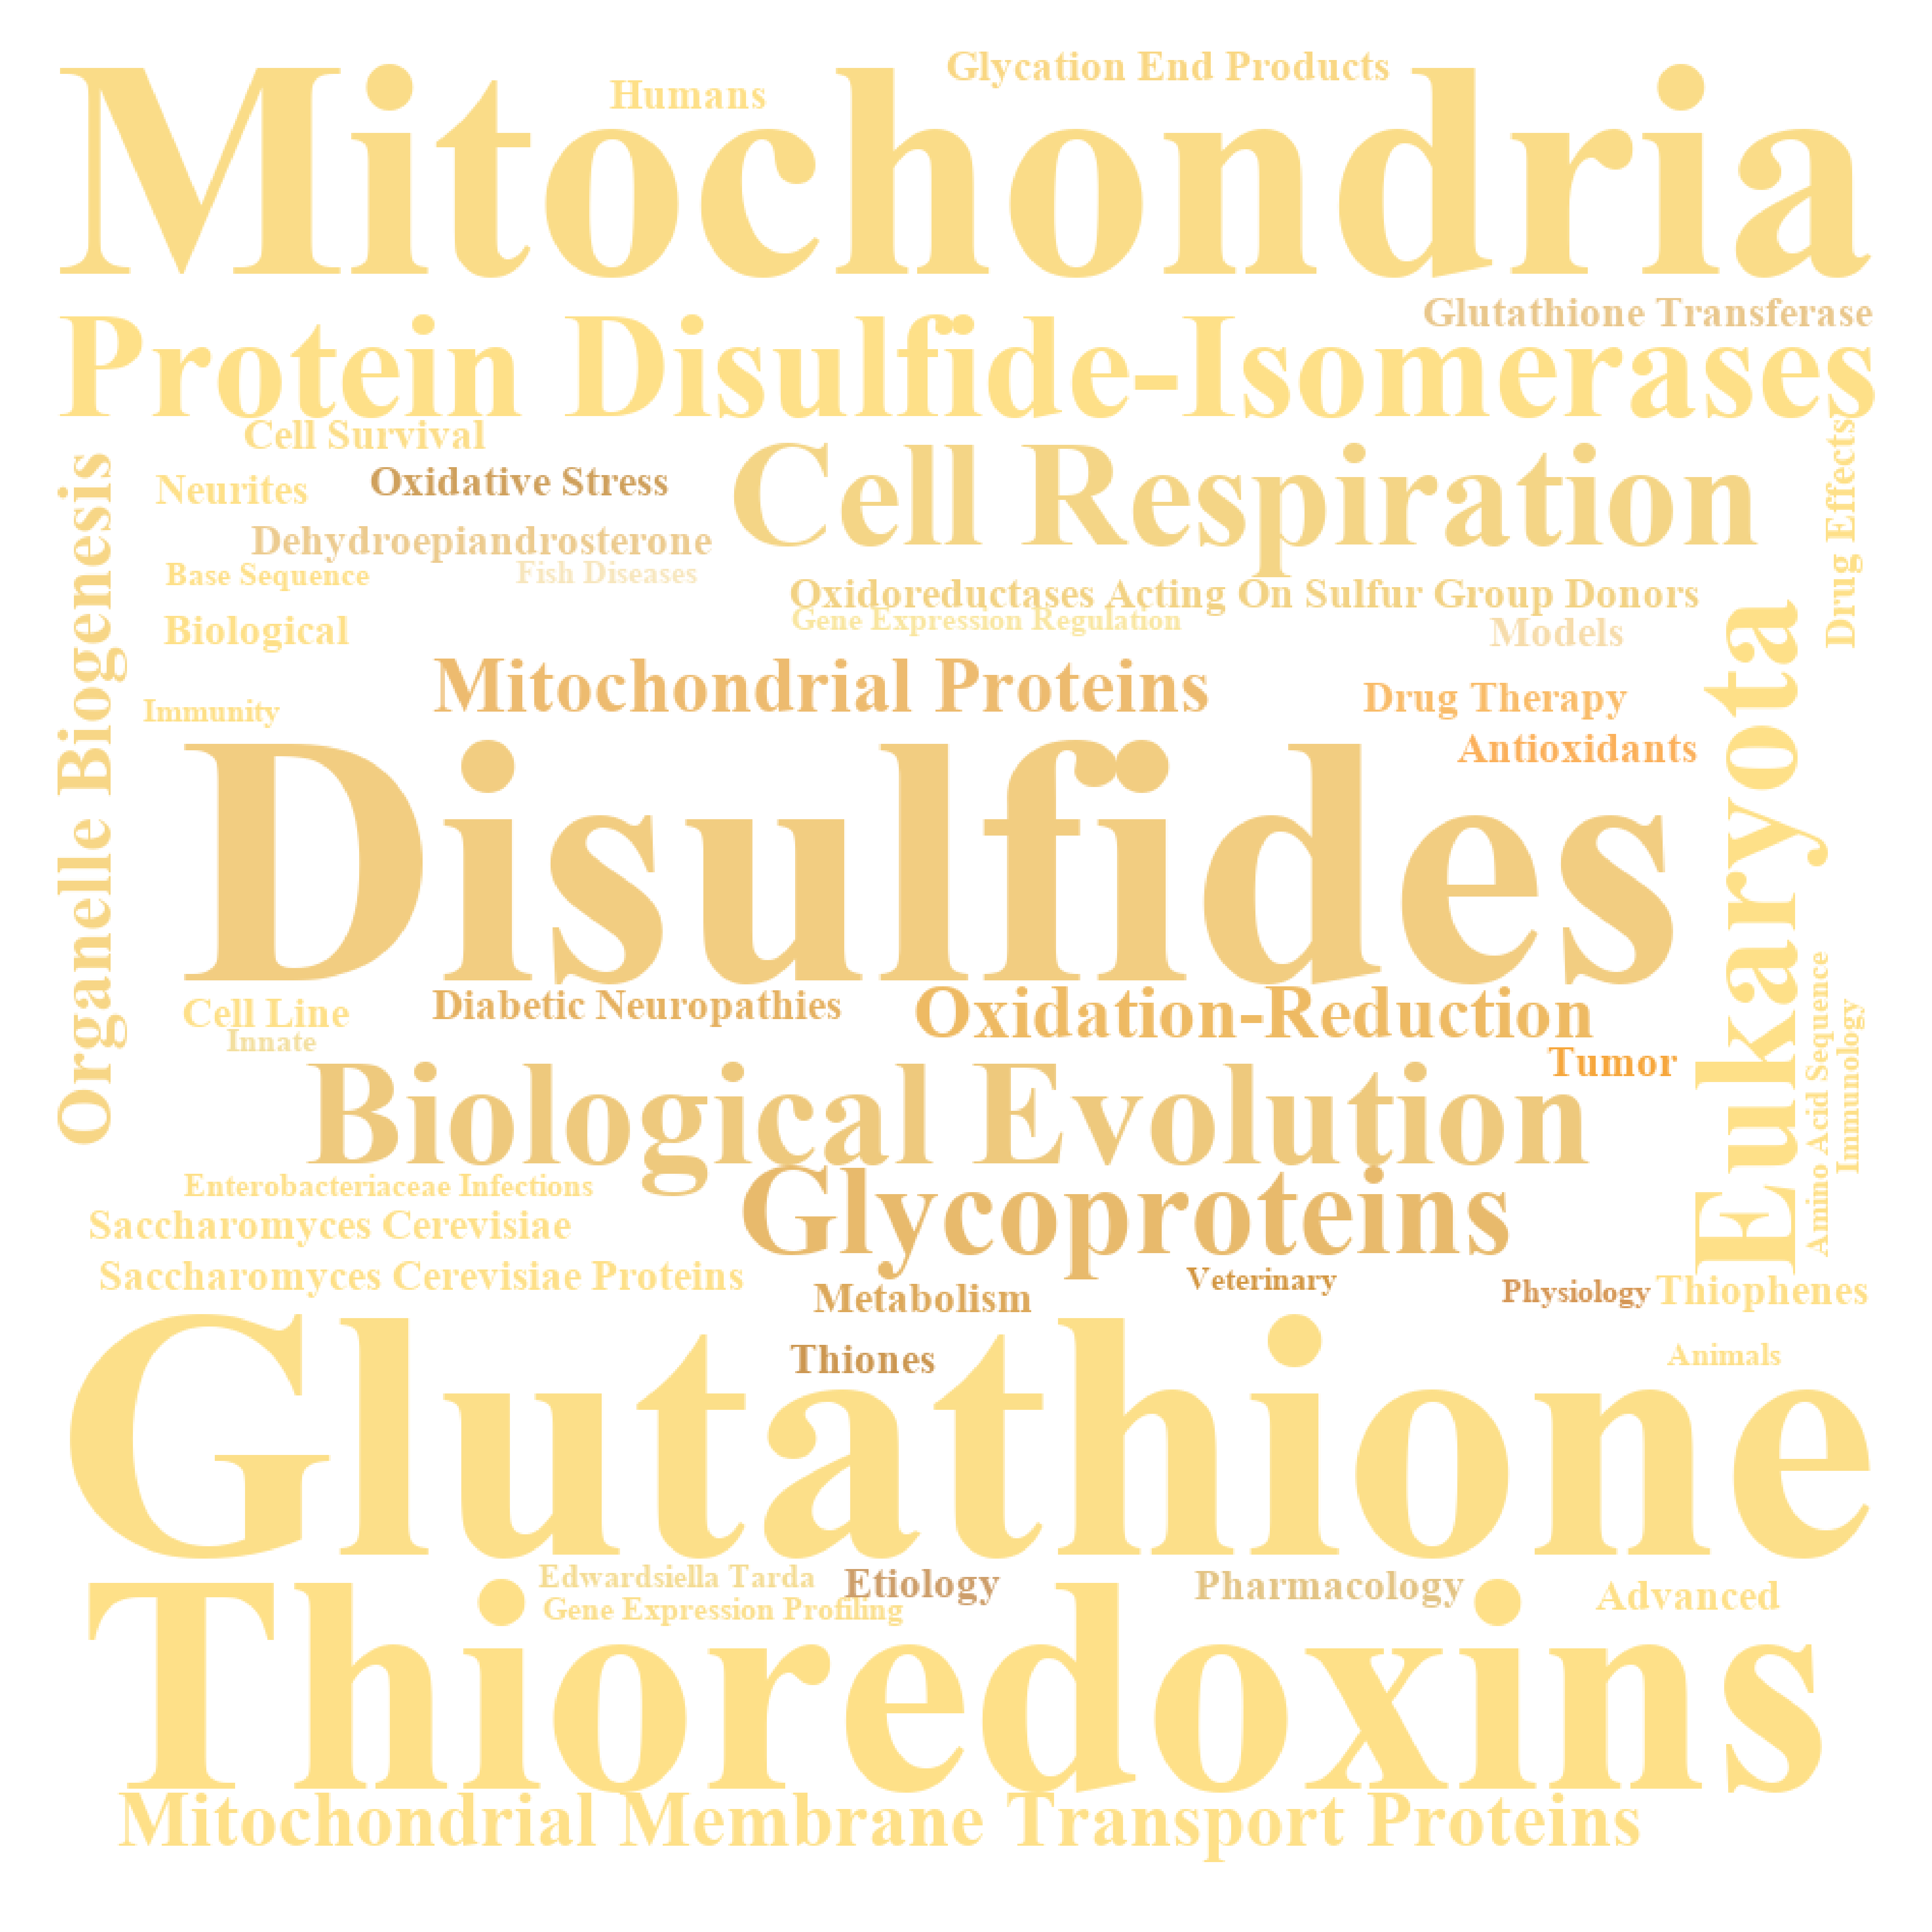 Glycation End Products
Humans
Mitochondria
Glutathione Transferase
Protein Disulfide-Isomerases
Cell Survival
Drug Effects
Organelle Biogenesis
Cell Respiration
Neurites
Oxidative Stress
Dehydroepiandrosterone
Base Sequence
Fish Diseases
Oxidoreductases Acting On Sulfur Group Donors
Gene Expression Regulation
Biological
Models
Eukaryota
Mitochondrial Proteins
Drug Therapy
Immunity
Antioxidants
Disulfides
Amino Acid Sequence
Immunology
Cell Line
Diabetic Neuropathies
Oxidation-Reduction
Innate
Tumor
Biological Evolution
Enterobacteriaceae Infections
Glycoproteins
Saccharomyces Cerevisiae
Saccharomyces Cerevisiae Proteins
Metabolism
Veterinary
Physiology
Thiophenes
Thiones
Animals
Glutathione
Edwardsiella Tarda
Etiology
Pharmacology
Advanced
Gene Expression Profiling
Thioredoxins
Mitochondrial Membrane Transport Proteins